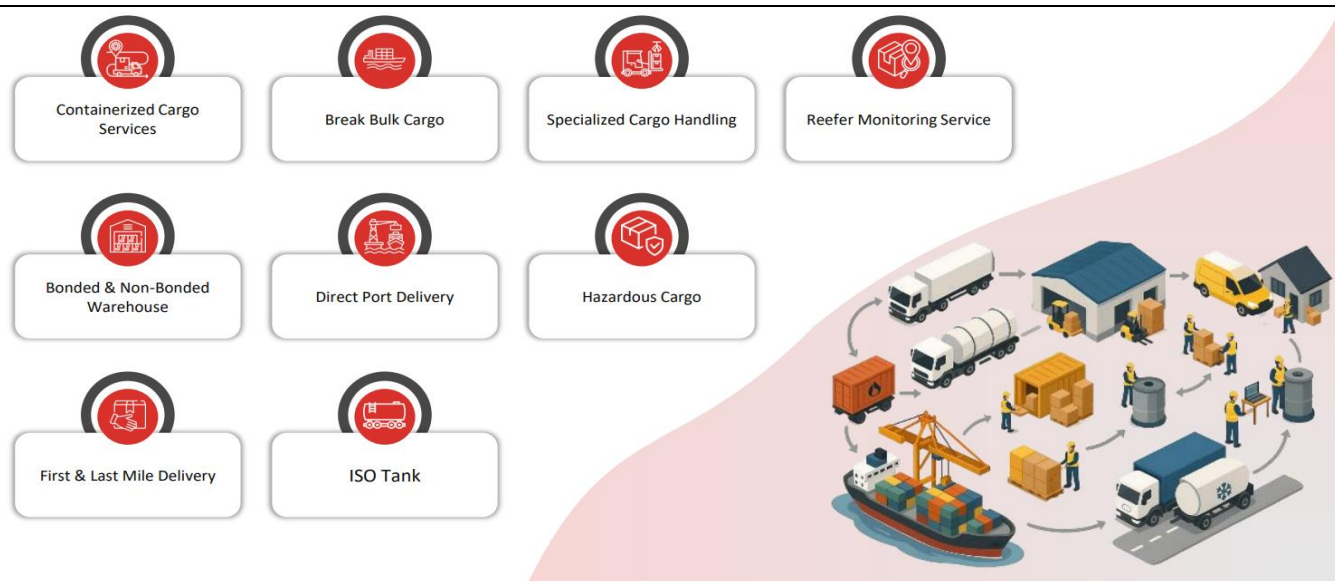 Containerized Cargo
Services
Break Bulk Cargo
Specialized Cargo Handling
Reefer Monitoring Service
Bonded & Non-Bonded
Warehouse
Direct Port Delivery
Hazardous Cargo
First & Last Mile Delivery
ISO Tank